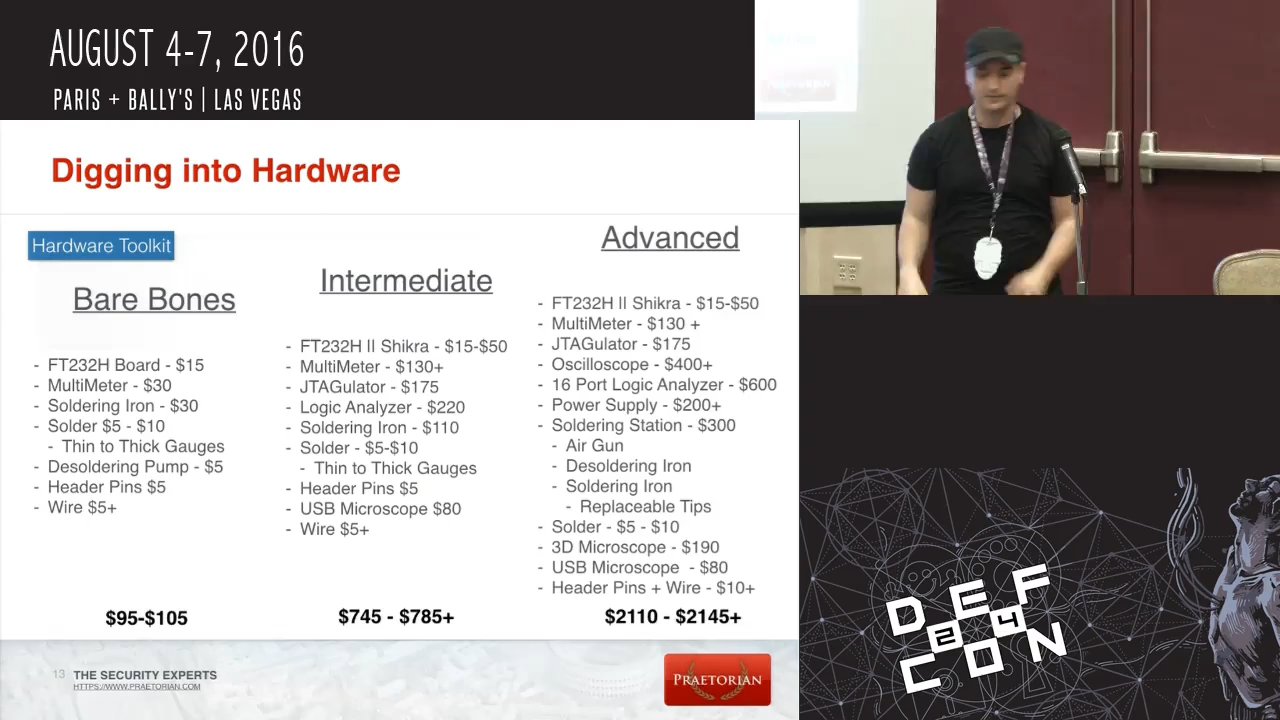 AUGUST 4-7, 2016
PARIS + BALLY'S | LAS VEGAS
Digging into Hardware
Hardware Toolkit
Bare Bones
- FT232H Board - $15
- MultiMeter - $30
- Soldering Iron - $30
- Solder $5 - $10
- Thin to Thick Gauges
- Desoldering Pump - $5
- Header Pins $5
- Wire $5+
$95-$105
Intermediate
- FT232H || Shikra - $15-$50
- MultiMeter - $130+
- JTAGulator - $175
- Logic Analyzer - $220
- Soldering Iron - $110
- Solder - $5-$10
- Thin to Thick Gauges
- Header Pins $5
- USB Microscope $80
- Wire $5+
$745 - $785+
Advanced
- FT232H || Shikra - $15-$50
- MultiMeter - $130 +
- JTAGulator - $175
- Oscilloscope - $400+
- 16 Port Logic Analyzer - $600
- Power Supply - $200+
- Soldering Station - $300
- Air Gun
- Desoldering Iron
- Soldering Iron
- Replaceable Tips
- Solder - $5 - $10
- 3D Microscope - $190
- USB Microscope - $80
- Header Pins + Wire - $10+
$2110 - $2145+
13 THE SECURITY EXPERTS
HTTPS://WWW.PRAETORIAN.COM
PRAETORIAN
DEF
24
CON